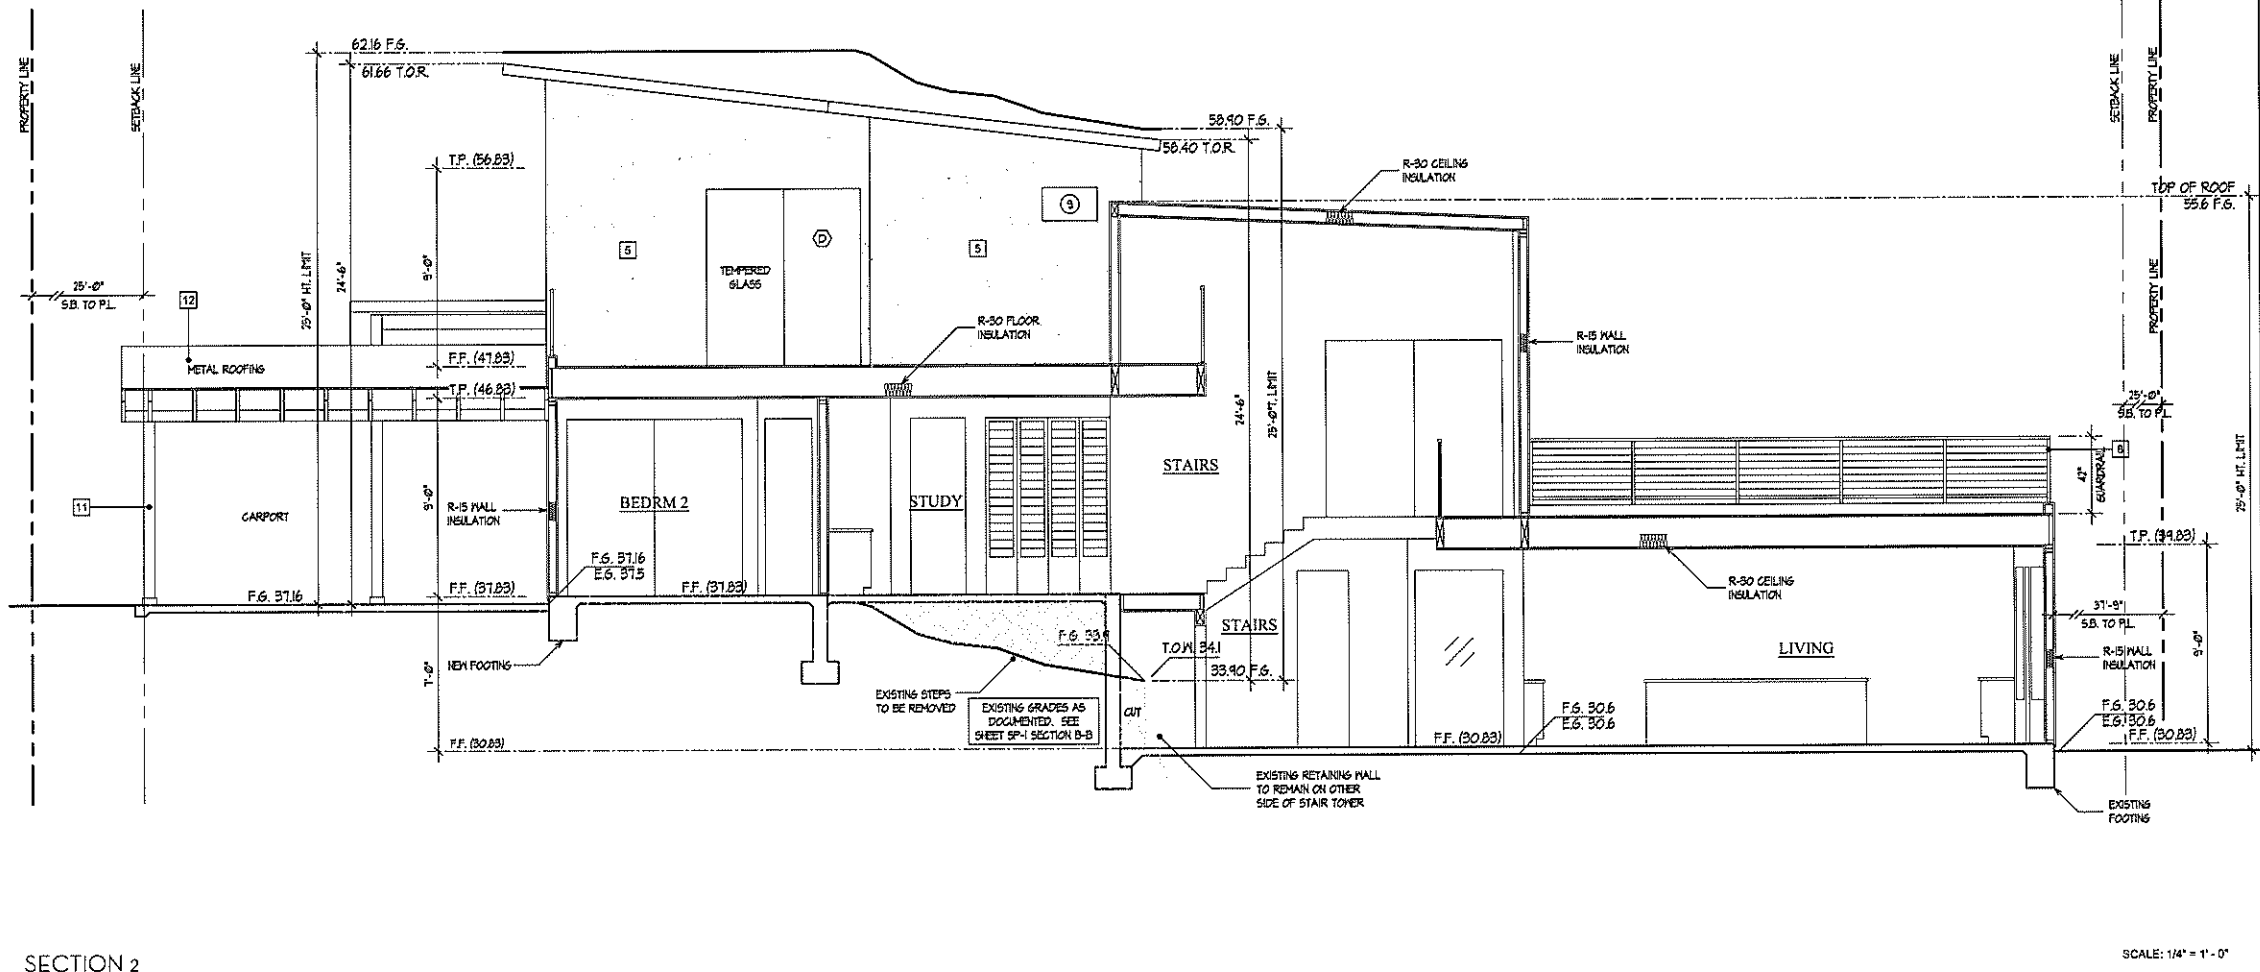 PROPERTY LINE
SETBACK LINE
62.16 F.G.
61.66 T.O.R.
25'-0" HT. LIMIT
24'-6"
T.P. (56.83)
9'-0"
F.F. (47.83)
T.P. (46.83)
9'-0"
F.F. (37.83)
7'-0"
F.F. (30.83)
25'-0"
S.B. TO P.L.
12
METAL ROOFING
11
CARPORT
F.G. 37.16
R-15 WALL
INSULATION
NEW FOOTING
5
TEMPERED
GLASS
D
5
9
58.90 F.G.
58.40 T.O.R.
R-30 CEILING
INSULATION
24'-6"
R-30 FLOOR
INSULATION
R-15 WALL
INSULATION
BEDRM 2
STUDY
STAIRS
F.G. 37.16
E.G. 37.5
F.F. (37.83)
EXISTING STEPS
TO BE REMOVED
EXISTING GRADES AS
DOCUMENTED. SEE
SHEET SP-1 SECTION B-B
T.O.W. 34.1
33.90 F.G.
CUT
STAIRS
EXISTING RETAINING WALL
TO REMAIN ON OTHER
SIDE OF STAIR TOWER
F.F. (30.83)
F.G. 30.6
E.G. 30.6
R-30 CEILING
INSULATION
LIVING
SETBACK LINE
PROPERTY LINE
TOP OF ROOF
55.6 F.G.
PROPERTY LINE
25'-0"
S.B. TO P.L.
42"
GUARDRAIL
25'-0" HT. LIMIT
T.P. (39.83)
37'-9"
S.B. TO P.L.
9'-0"
R-15 WALL
INSULATION
F.G. 30.6
E.G. 30.6
F.F. (30.83)
EXISTING
FOOTING
SECTION 2
SCALE: 1/4" = 1'-0"